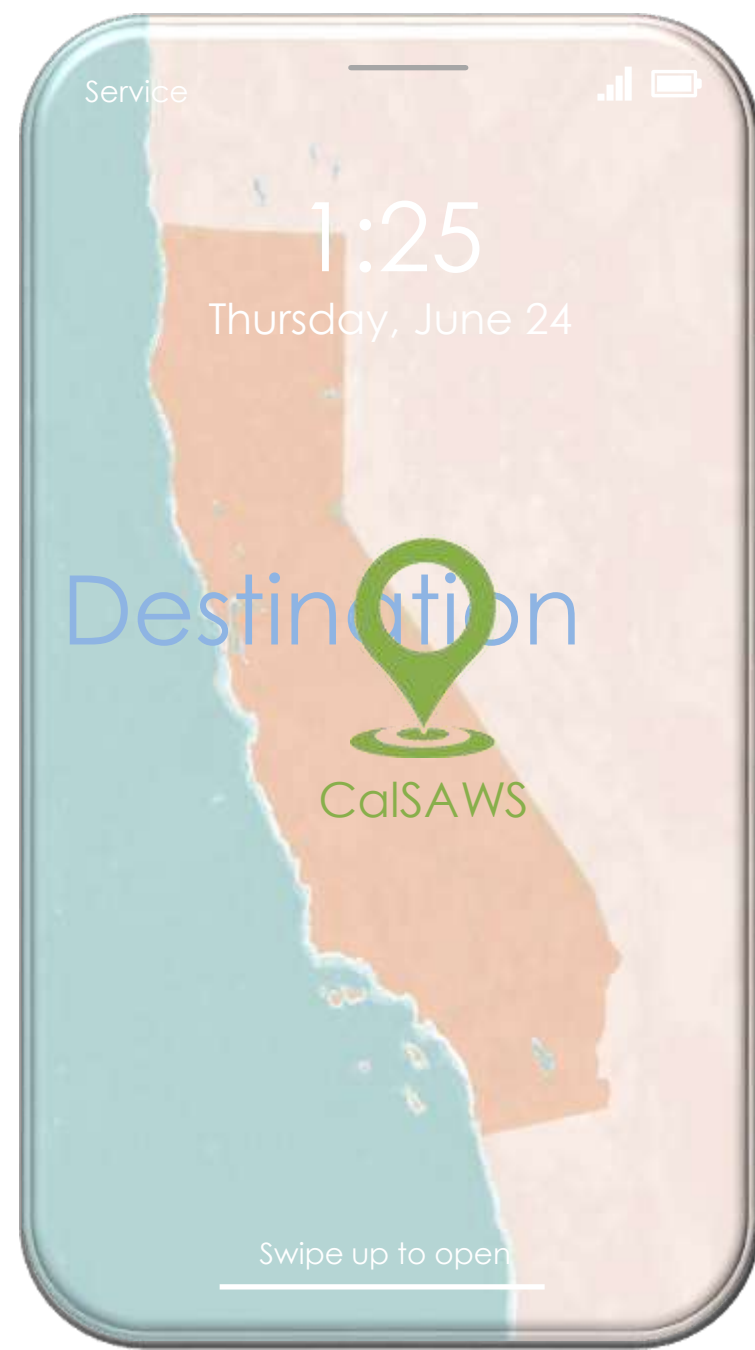 Service
1:25
Thursday, June 24
Destination
CalSAWS
Swipe up to open